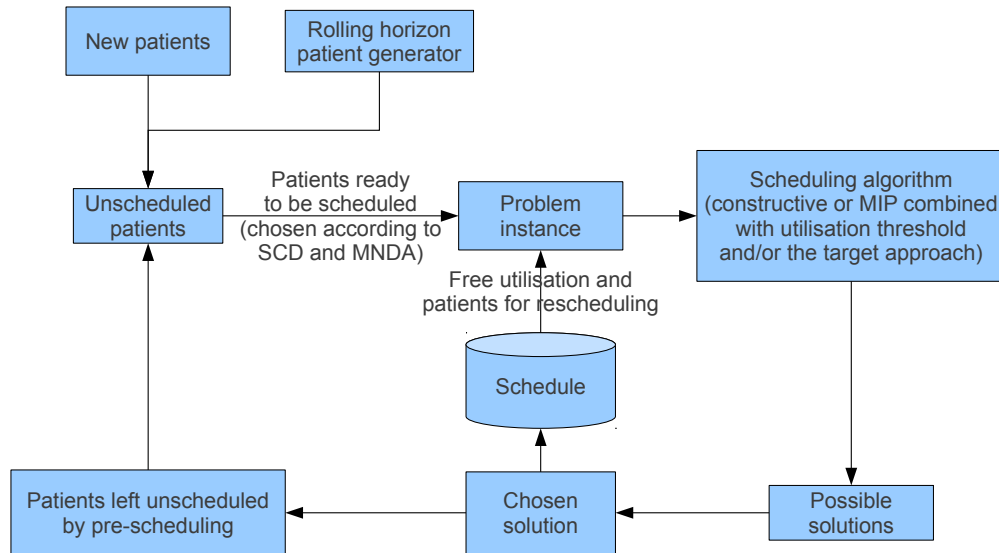 New patients
Rolling horizon
patient generator
Unscheduled
patients
Patients ready
to be scheduled
(chosen according to
SCD and MNDA)
Problem
instance
Scheduling algorithm
(constructive or MIP combined
with utilisation threshold
and/or the target approach)
Free utilisation and
patients for rescheduling
Schedule
Patients left unscheduled
by pre-scheduling
Chosen
solution
Possible
solutions